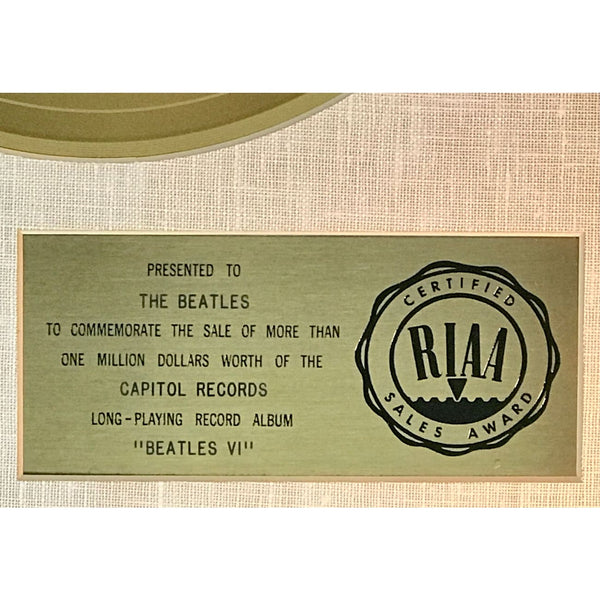 PRESENTED TO
THE BEATLES
TO COMMEMORATE THE SALE OF MORE THAN
ONE MILLION DOLLARS WORTH OF THE
CAPITOL RECORDS
LONG-PLAYING RECORD ALBUM
"BEATLES VI"
CERTIFIED
RIAA
SALES AWARD